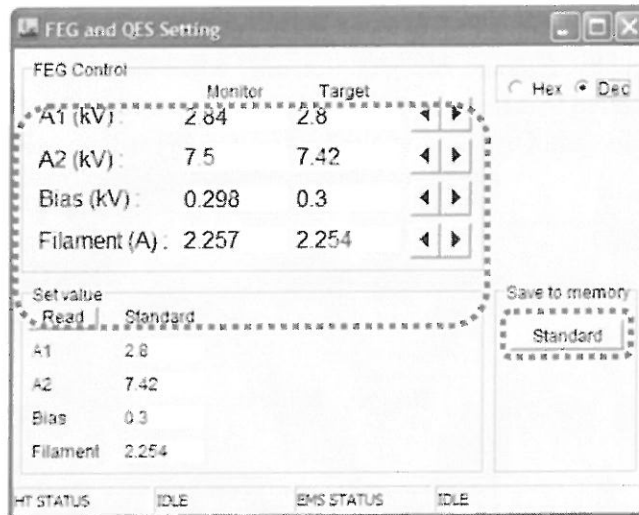 FEG and QES Setting
FEG Control
Monitor Target
A1 (kV) : 2.84 2.8
A2 (kV) : 7.5 7.42
Bias (kV) : 0.298 0.3
Filament (A) : 2.257 2.254
Hex Dec
Set value
Read Standard
A1 2.8
A2 7.42
Bias 0.3
Filament 2.254
Save to memory
Standard
HT STATUS IDLE EMS STATUS IDLE